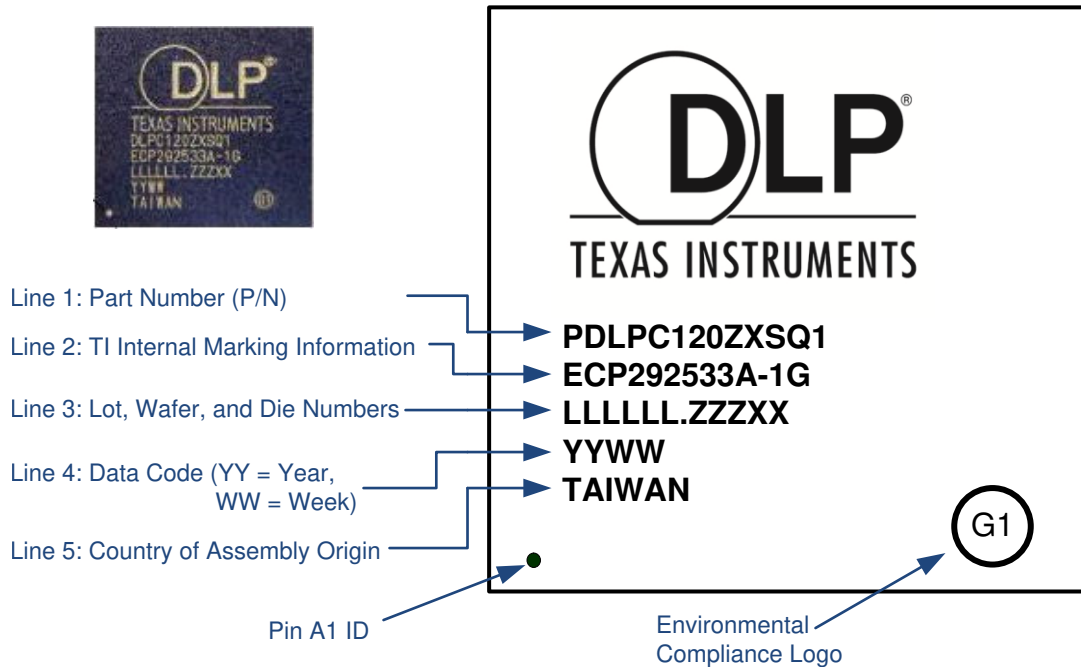 DLP®
TEXAS INSTRUMENTS
DLPC120ZXSQ1
ECP292533A-1G
LLLLLL.ZZZXX
YYWW
TAIWAN
G1
DLP®
TEXAS INSTRUMENTS
Line 1: Part Number (P/N)
Line 2: TI Internal Marking Information
Line 3: Lot, Wafer, and Die Numbers
Line 4: Data Code (YY = Year,
WW = Week)
Line 5: Country of Assembly Origin
PDLPC120ZXSQ1
ECP292533A-1G
LLLLLL.ZZZXX
YYWW
TAIWAN
G1
Pin A1 ID
Environmental
Compliance Logo